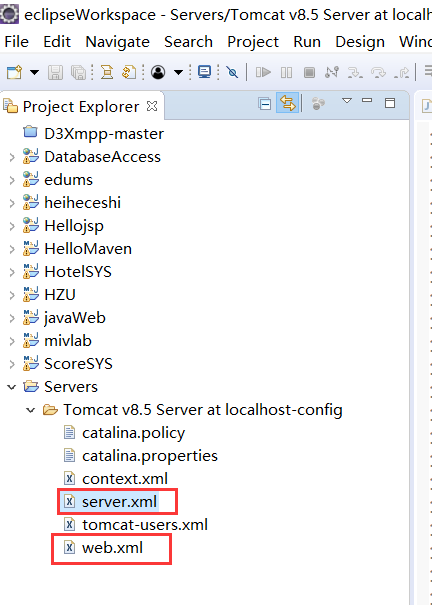 eclipseWorkspace - Servers/Tomcat v8.5 Server at localh
File Edit Navigate Search Project Run Design Wind
Project Explorer
D3Xmpp-master
DatabaseAccess
edums
heiheceshi
Hellojsp
HelloMaven
HotelSYS
HZU
javaWeb
mivlab
ScoreSYS
Servers
Tomcat v8.5 Server at localhost-config
catalina.policy
catalina.properties
context.xml
server.xml
tomcat-users.xml
web.xml